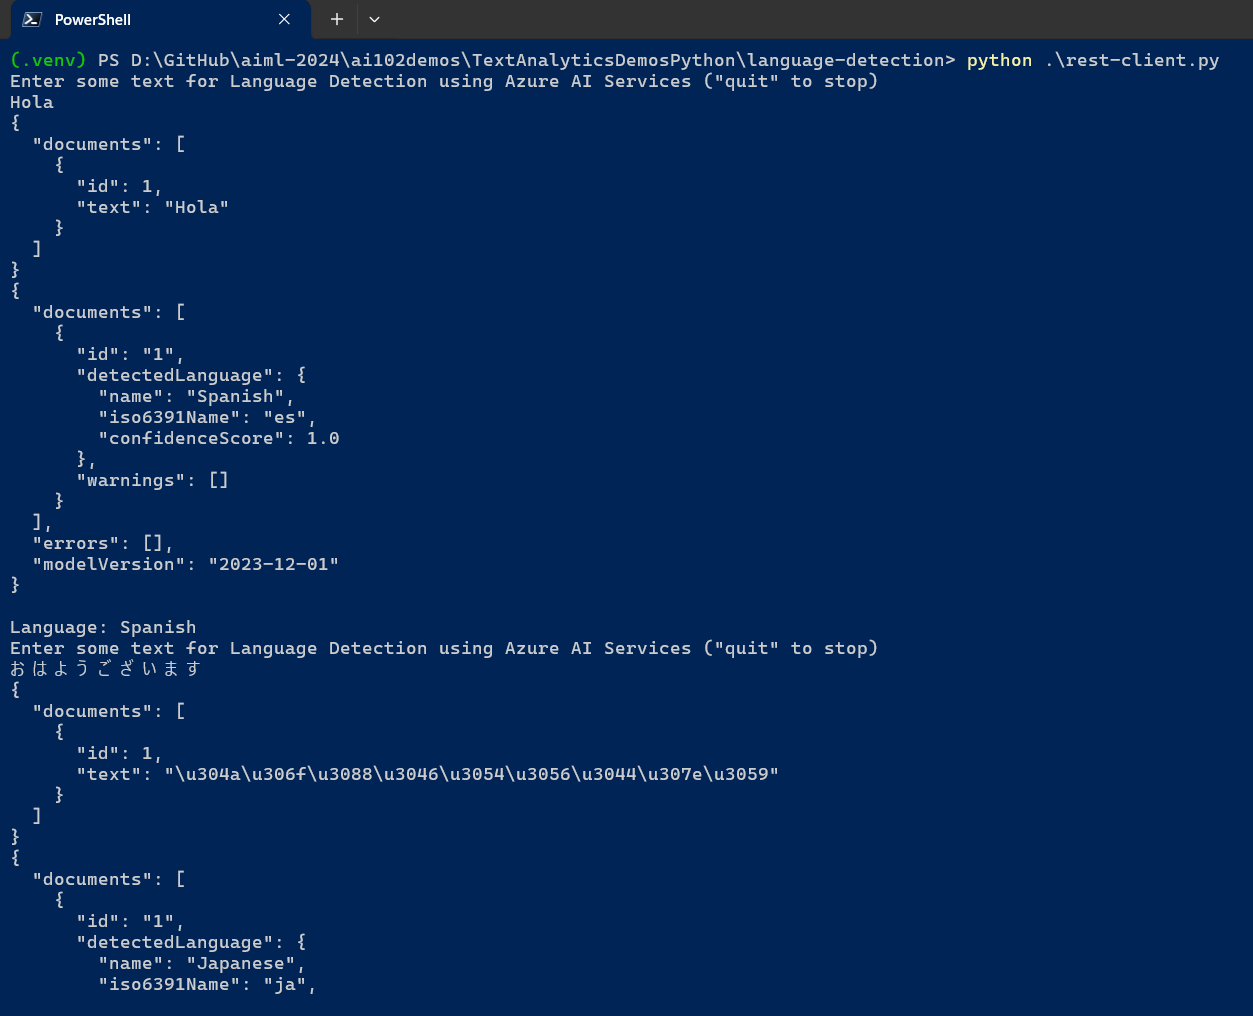 PowerShell
(.venv) PS D:\GitHub\aiml-2024\ai102demos\TextAnalyticsDemosPython\language-detection> python .\rest-client.py
Enter some text for Language Detection using Azure AI Services ("quit" to stop)
Hola
{
  "documents": [
    {
      "id": 1,
      "text": "Hola"
    }
  ]
}
{
  "documents": [
    {
      "id": "1",
      "detectedLanguage": {
        "name": "Spanish",
        "iso6391Name": "es",
        "confidenceScore": 1.0
      },
      "warnings": []
    }
  ],
  "errors": [],
  "modelVersion": "2023-12-01"
}

Language: Spanish
Enter some text for Language Detection using Azure AI Services ("quit" to stop)
おはようございます
{
  "documents": [
    {
      "id": 1,
      "text": "\u304a\u306f\u3088\u3046\u3054\u3056\u3044\u307e\u3059"
    }
  ]
}
{
  "documents": [
    {
      "id": "1",
      "detectedLanguage": {
        "name": "Japanese",
        "iso6391Name": "ja",